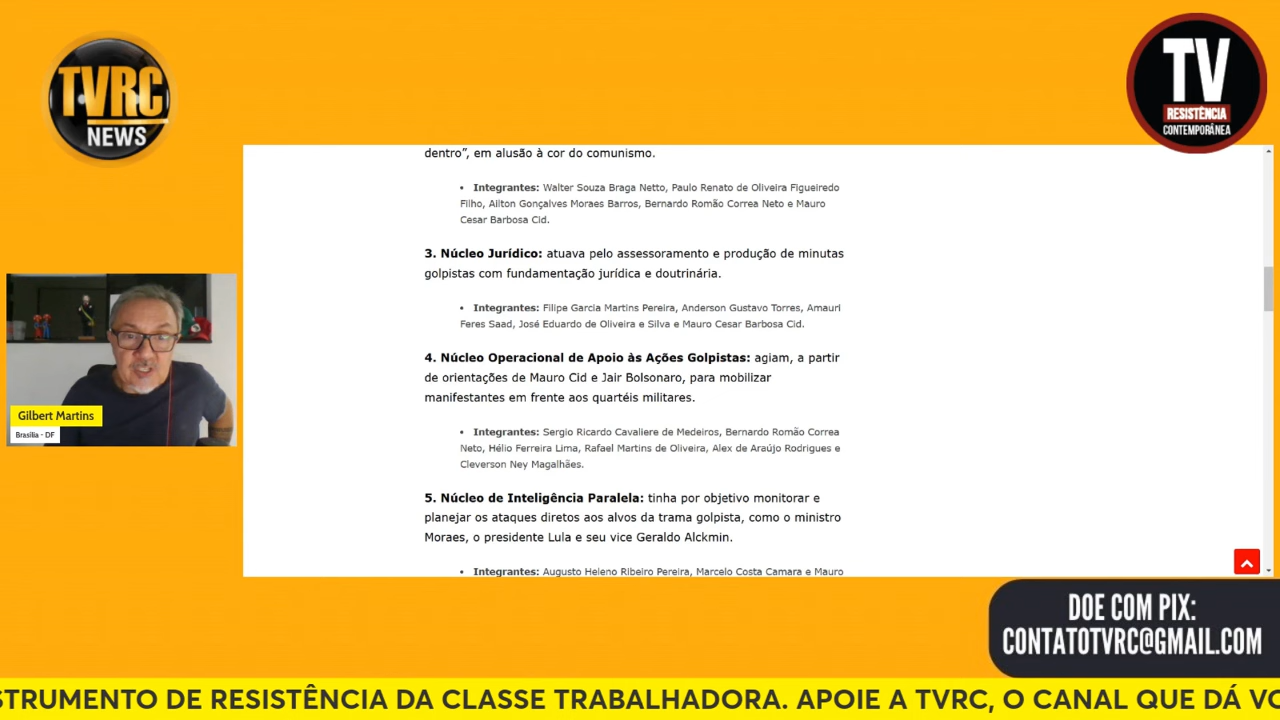 TVRC
NEWS
TV
RESISTÊNCIA
CONTEMPORÂNEA
dentro”, em alusão à cor do comunismo.
• Integrantes: Walter Souza Braga Netto, Paulo Renato de Oliveira Figueiredo
Filho, Ailton Gonçalves Moraes Barros, Bernardo Romão Correa Neto e Mauro
Cesar Barbosa Cid.
3. Núcleo Jurídico: atuava pelo assessoramento e produção de minutas
golpistas com fundamentação jurídica e doutrinária.
• Integrantes: Filipe Garcia Martins Pereira, Anderson Gustavo Torres, Amauri
Feres Saad, José Eduardo de Oliveira e Silva e Mauro Cesar Barbosa Cid.
4. Núcleo Operacional de Apoio às Ações Golpistas: agiam, a partir
de orientações de Mauro Cid e Jair Bolsonaro, para mobilizar
manifestantes em frente aos quartéis militares.
• Integrantes: Sergio Ricardo Cavaliere de Medeiros, Bernardo Romão Correa
Neto, Hélio Ferreira Lima, Rafael Martins de Oliveira, Alex de Araújo Rodrigues e
Cleverson Ney Magalhães.
5. Núcleo de Inteligência Paralela: tinha por objetivo monitorar e
planejar os ataques diretos aos alvos da trama golpista, como o ministro
Moraes, o presidente Lula e seu vice Geraldo Alckmin.
• Integrantes: Augusto Heleno Ribeiro Pereira, Marcelo Costa Camara e Mauro
Gilbert Martins
Brasília - DF
DOE COM PIX:
CONTATOTVRC@GMAIL.COM
STRUMENTO DE RESISTÊNCIA DA CLASSE TRABALHADORA. APOIE A TVRC, O CANAL QUE DÁ VO